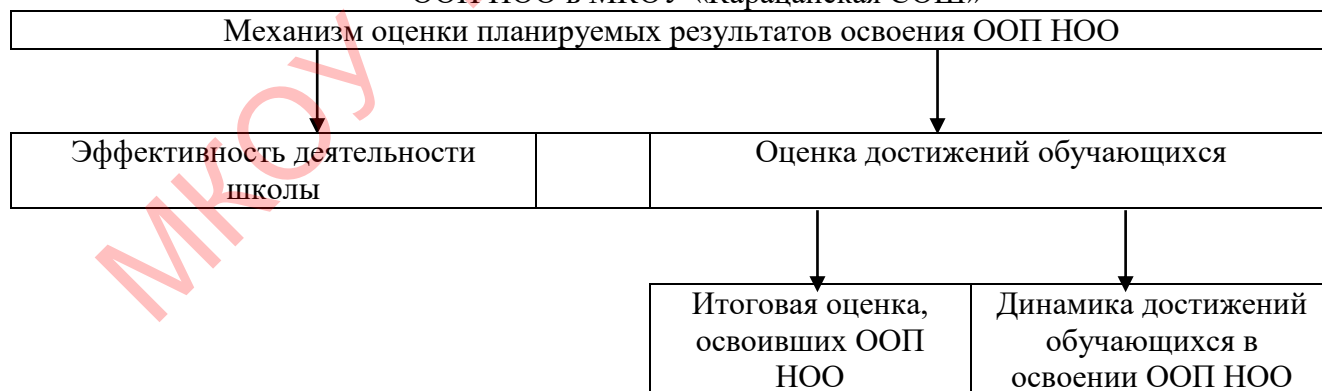 ООП НОО в МКОУ «Карацанская СОШ»
Механизм оценки планируемых результатов освоения ООП НОО
Эффективность деятельности
школы
Оценка достижений обучающихся
Итоговая оценка,
освоивших ООП
НОО
Динамика достижений
обучающихся в
освоении ООП НОО
МКОУ